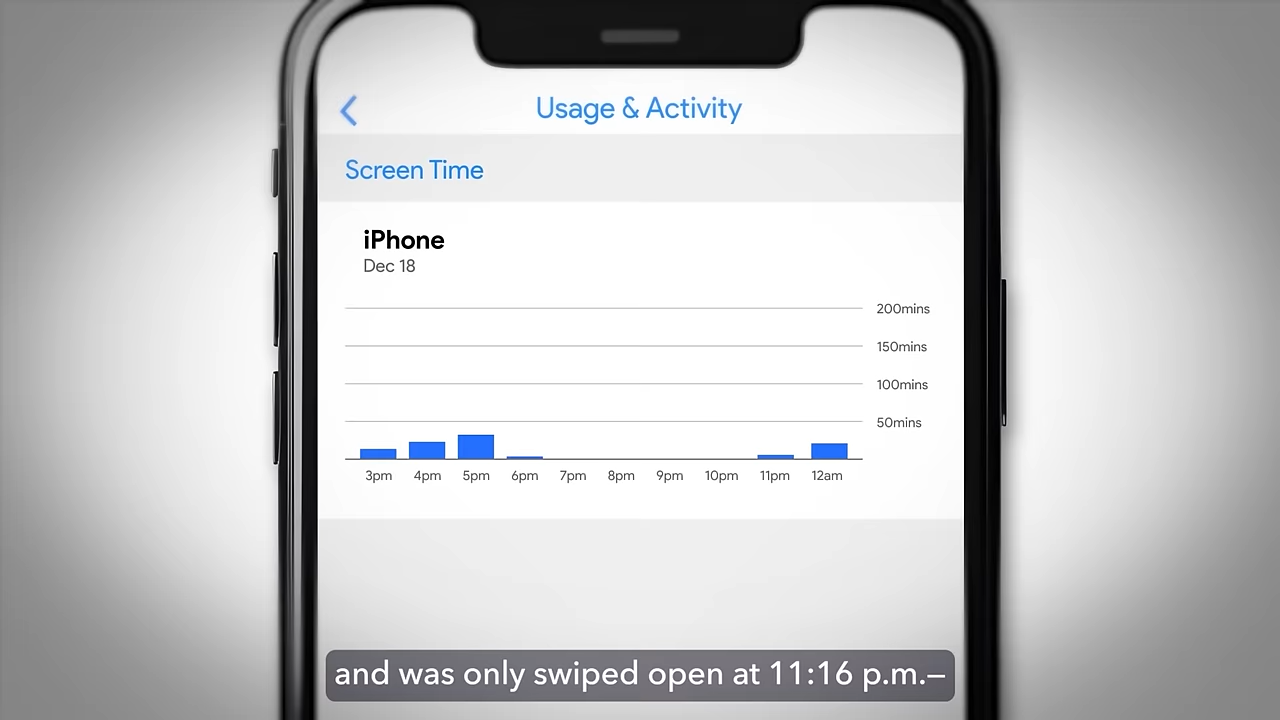 Usage & Activity
Screen Time
iPhone
Dec 18
200mins
150mins
100mins
50mins
3pm 4pm 5pm 6pm 7pm 8pm 9pm 10pm 11pm 12am
and was only swiped open at 11:16 p.m.—